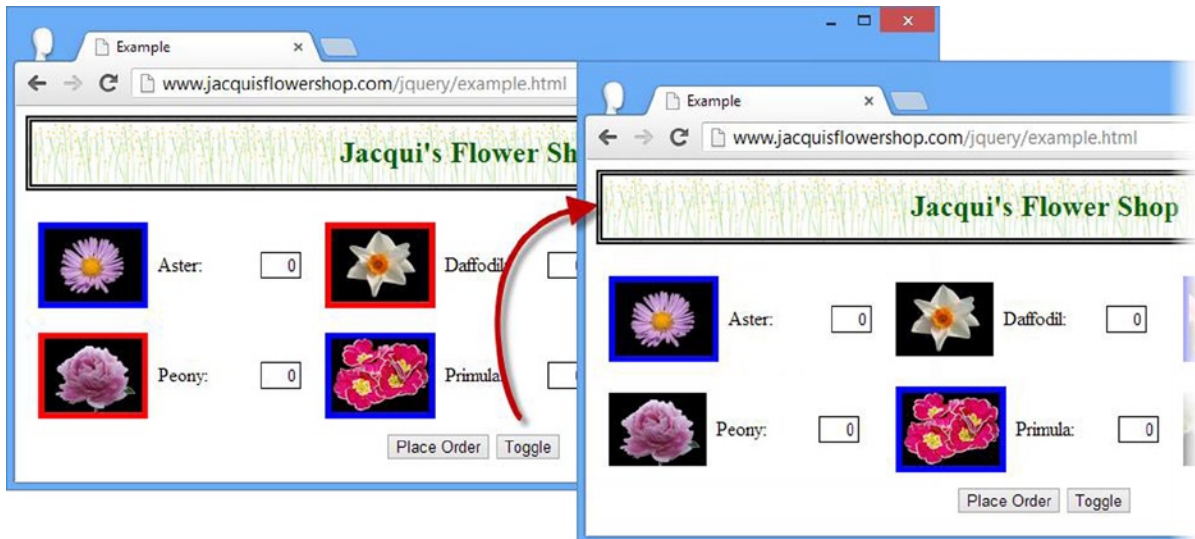 Example
www.jacquisflowershop.com/jquery/example.html
Jacqui's Flower Sh
Aster: 0 Daffodil:
Peony: 0 Primula:
Place Order Toggle
Example
www.jacquisflowershop.com/jquery/example.html
Jacqui's Flower Shop
Aster: 0 Daffodil: 0
Peony: 0 Primula: 0
Place Order Toggle